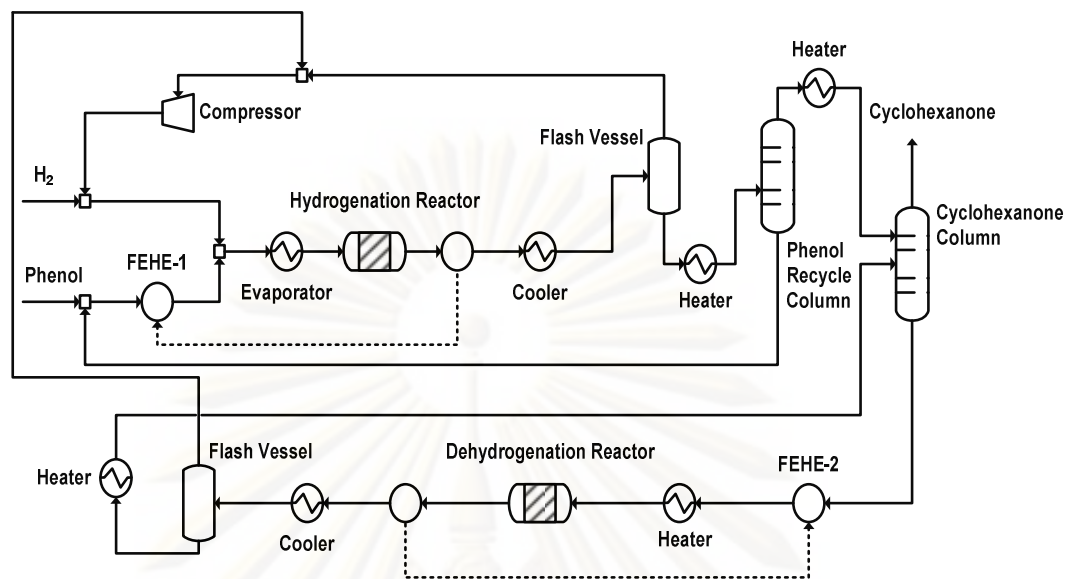 Heater
Compressor
Flash Vessel
Cyclohexanone
H2
Hydrogenation Reactor
Cyclohexanone
Column
Phenol
FEHE-1
Evaporator
Cooler
Heater
Phenol
Recycle
Column
Flash Vessel
Dehydrogenation Reactor
FEHE-2
Heater
Cooler
Heater